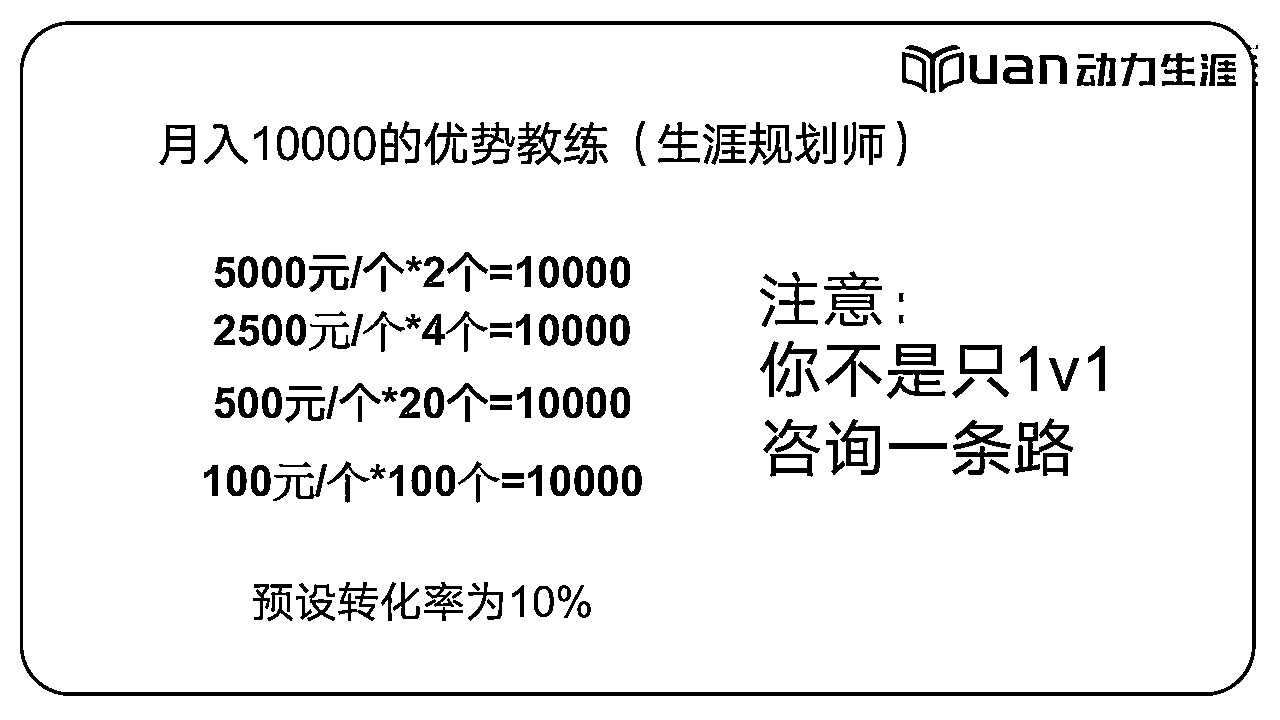 Yuan动力生涯
月入10000的优势教练（生涯规划师）
5000元/个*2个=10000
2500元/个*4个=10000
500元/个*20个=10000
100元/个*100个=10000
注意：
你不是只1v1
咨询一条路
预设转化率为10%